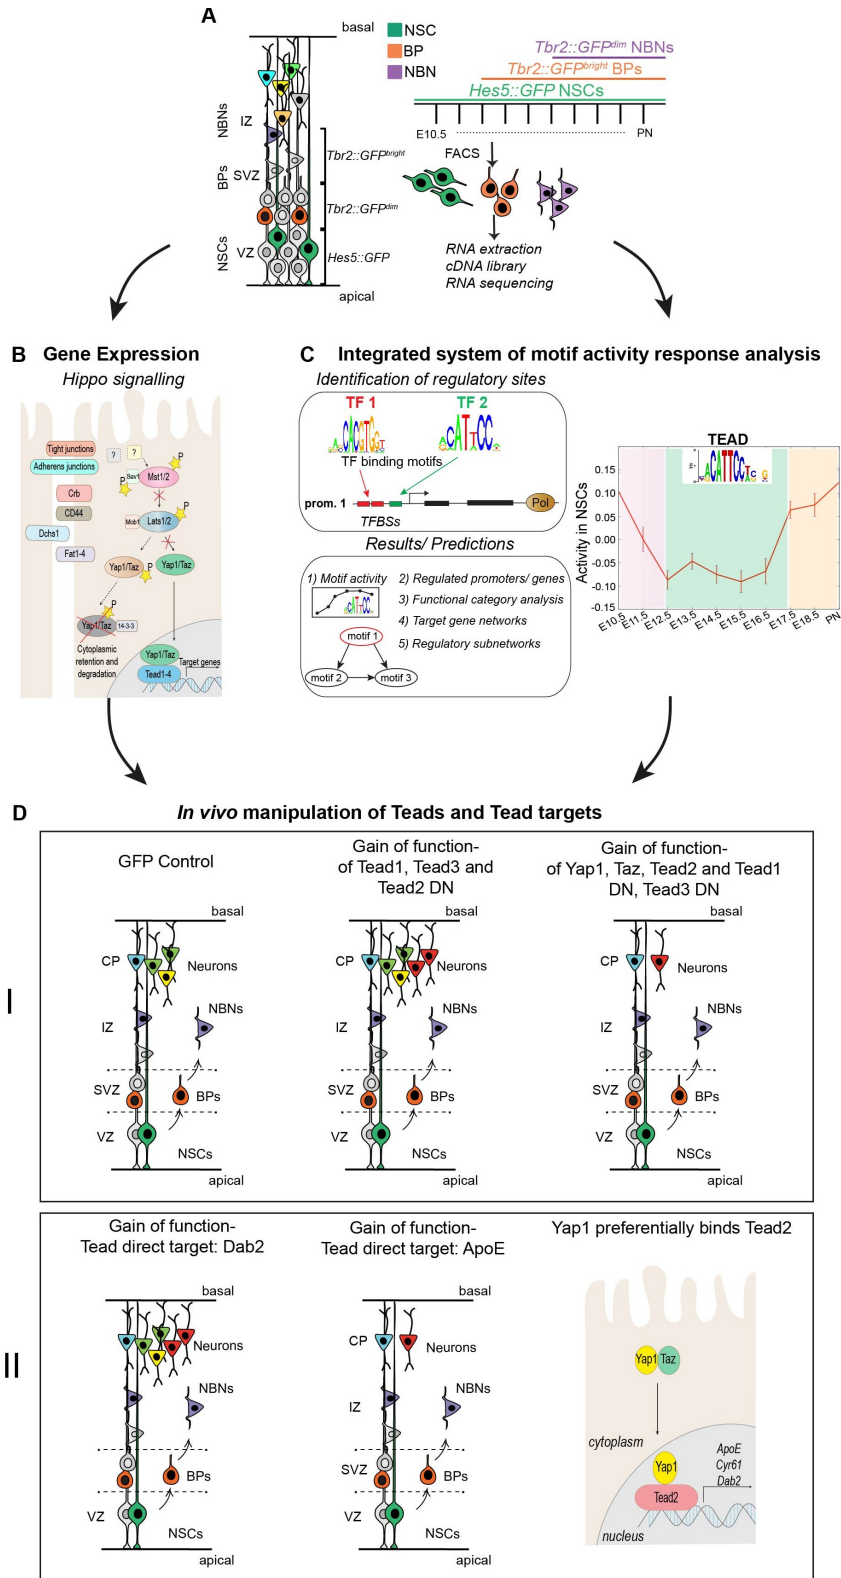 A
basal
NSC
BP
NBN
Tbr2::GFPdim NBNs
Tbr2::GFPbright BPs
Hes5::GFP NSCs
E10.5
PN
FACS
NBNs
IZ
BPs
SVZ
NSCs
VZ
Tbr2::GFPbright
Tbr2::GFPdim
Hes5::GFP
RNA extraction
cDNA library
RNA sequencing
apical
B Gene Expression
Hippo signalling
Tight junctions
Adherens junctions
Crb
CD44
Dchs1
Fat1-4
?
?
P
P
Sav1
Mst1/2
P
Mob1
Lats1/2
Yap1/Taz
P
Yap1/Taz
P
Yap1/Taz
14-3-3
Cytoplasmic
retention and
degradation
Yap1/Taz
Tead1-4
Target genes
C Integrated system of motif activity response analysis
Identification of regulatory sites
TF 1
TF 2
TF binding motifs
prom. 1
Pol
TFBSs
Results/ Predictions
1) Motif activity
2) Regulated promoters/ genes
3) Functional category analysis
4) Target gene networks
5) Regulatory subnetworks
motif 1
motif 2
motif 3
TEAD
Activity in NSCs
0.15
0.10
0.05
0.00
-0.05
-0.10
-0.15
E10.5
E11.5
E12.5
E13.5
E14.5
E15.5
E16.5
E17.5
E18.5
PN
D In vivo manipulation of Teads and Tead targets
I
GFP Control
basal
CP
Neurons
NBNs
IZ
SVZ
BPs
VZ
NSCs
apical
Gain of function-
of Tead1, Tead3 and
Tead2 DN
basal
CP
Neurons
NBNs
IZ
SVZ
BPs
VZ
NSCs
apical
Gain of function-
of Yap1, Taz, Tead2 and Tead1
DN, Tead3 DN
basal
CP
Neurons
NBNs
IZ
SVZ
BPs
VZ
NSCs
apical
II
Gain of function-
Tead direct target: Dab2
basal
CP
Neurons
NBNs
IZ
SVZ
BPs
VZ
NSCs
apical
Gain of function-
Tead direct target: ApoE
basal
CP
Neurons
NBNs
IZ
SVZ
BPs
VZ
NSCs
apical
Yap1 preferentially binds Tead2
Yap1
Taz
cytoplasm
Yap1
Tead2
ApoE
Cyr61
Dab2
nucleus